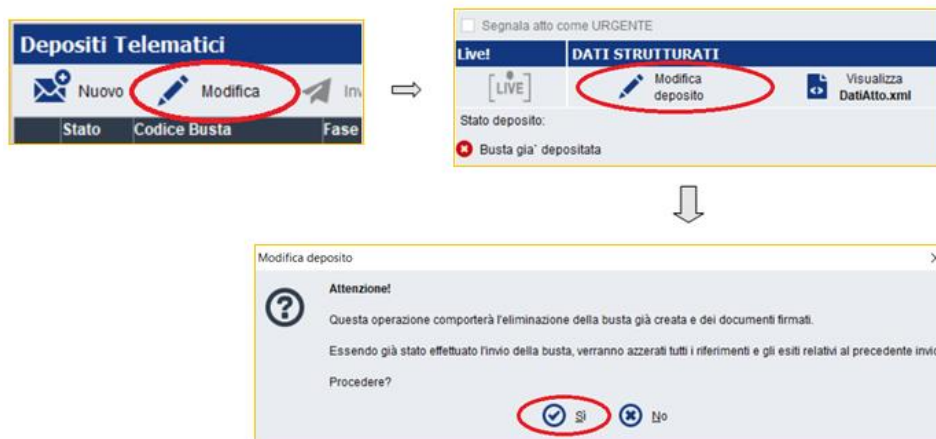 Depositi Telematici
Nuovo
Modifica
Stato Codice Busta Fase
Segnala atto come URGENTE
Live! DATI STRUTTURATI
[LIVE]
Modifica
deposito
Visualizza
DatiAtto.xml
Stato deposito:
Busta gia` depositata
Modifica deposito
Attenzione!
Questa operazione comporterà l'eliminazione della busta già creata e dei documenti firmati.
Essendo già stato effettuato l'invio della busta, verranno azzerati tutti i riferimenti e gli esiti relativi al precedente invio
Procedere?
Sì No